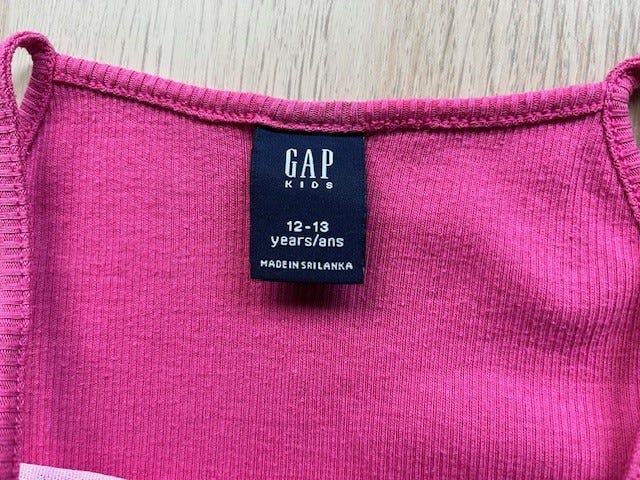 GAP
KIDS
12-13
years/ans
MADE IN SRI LANKA